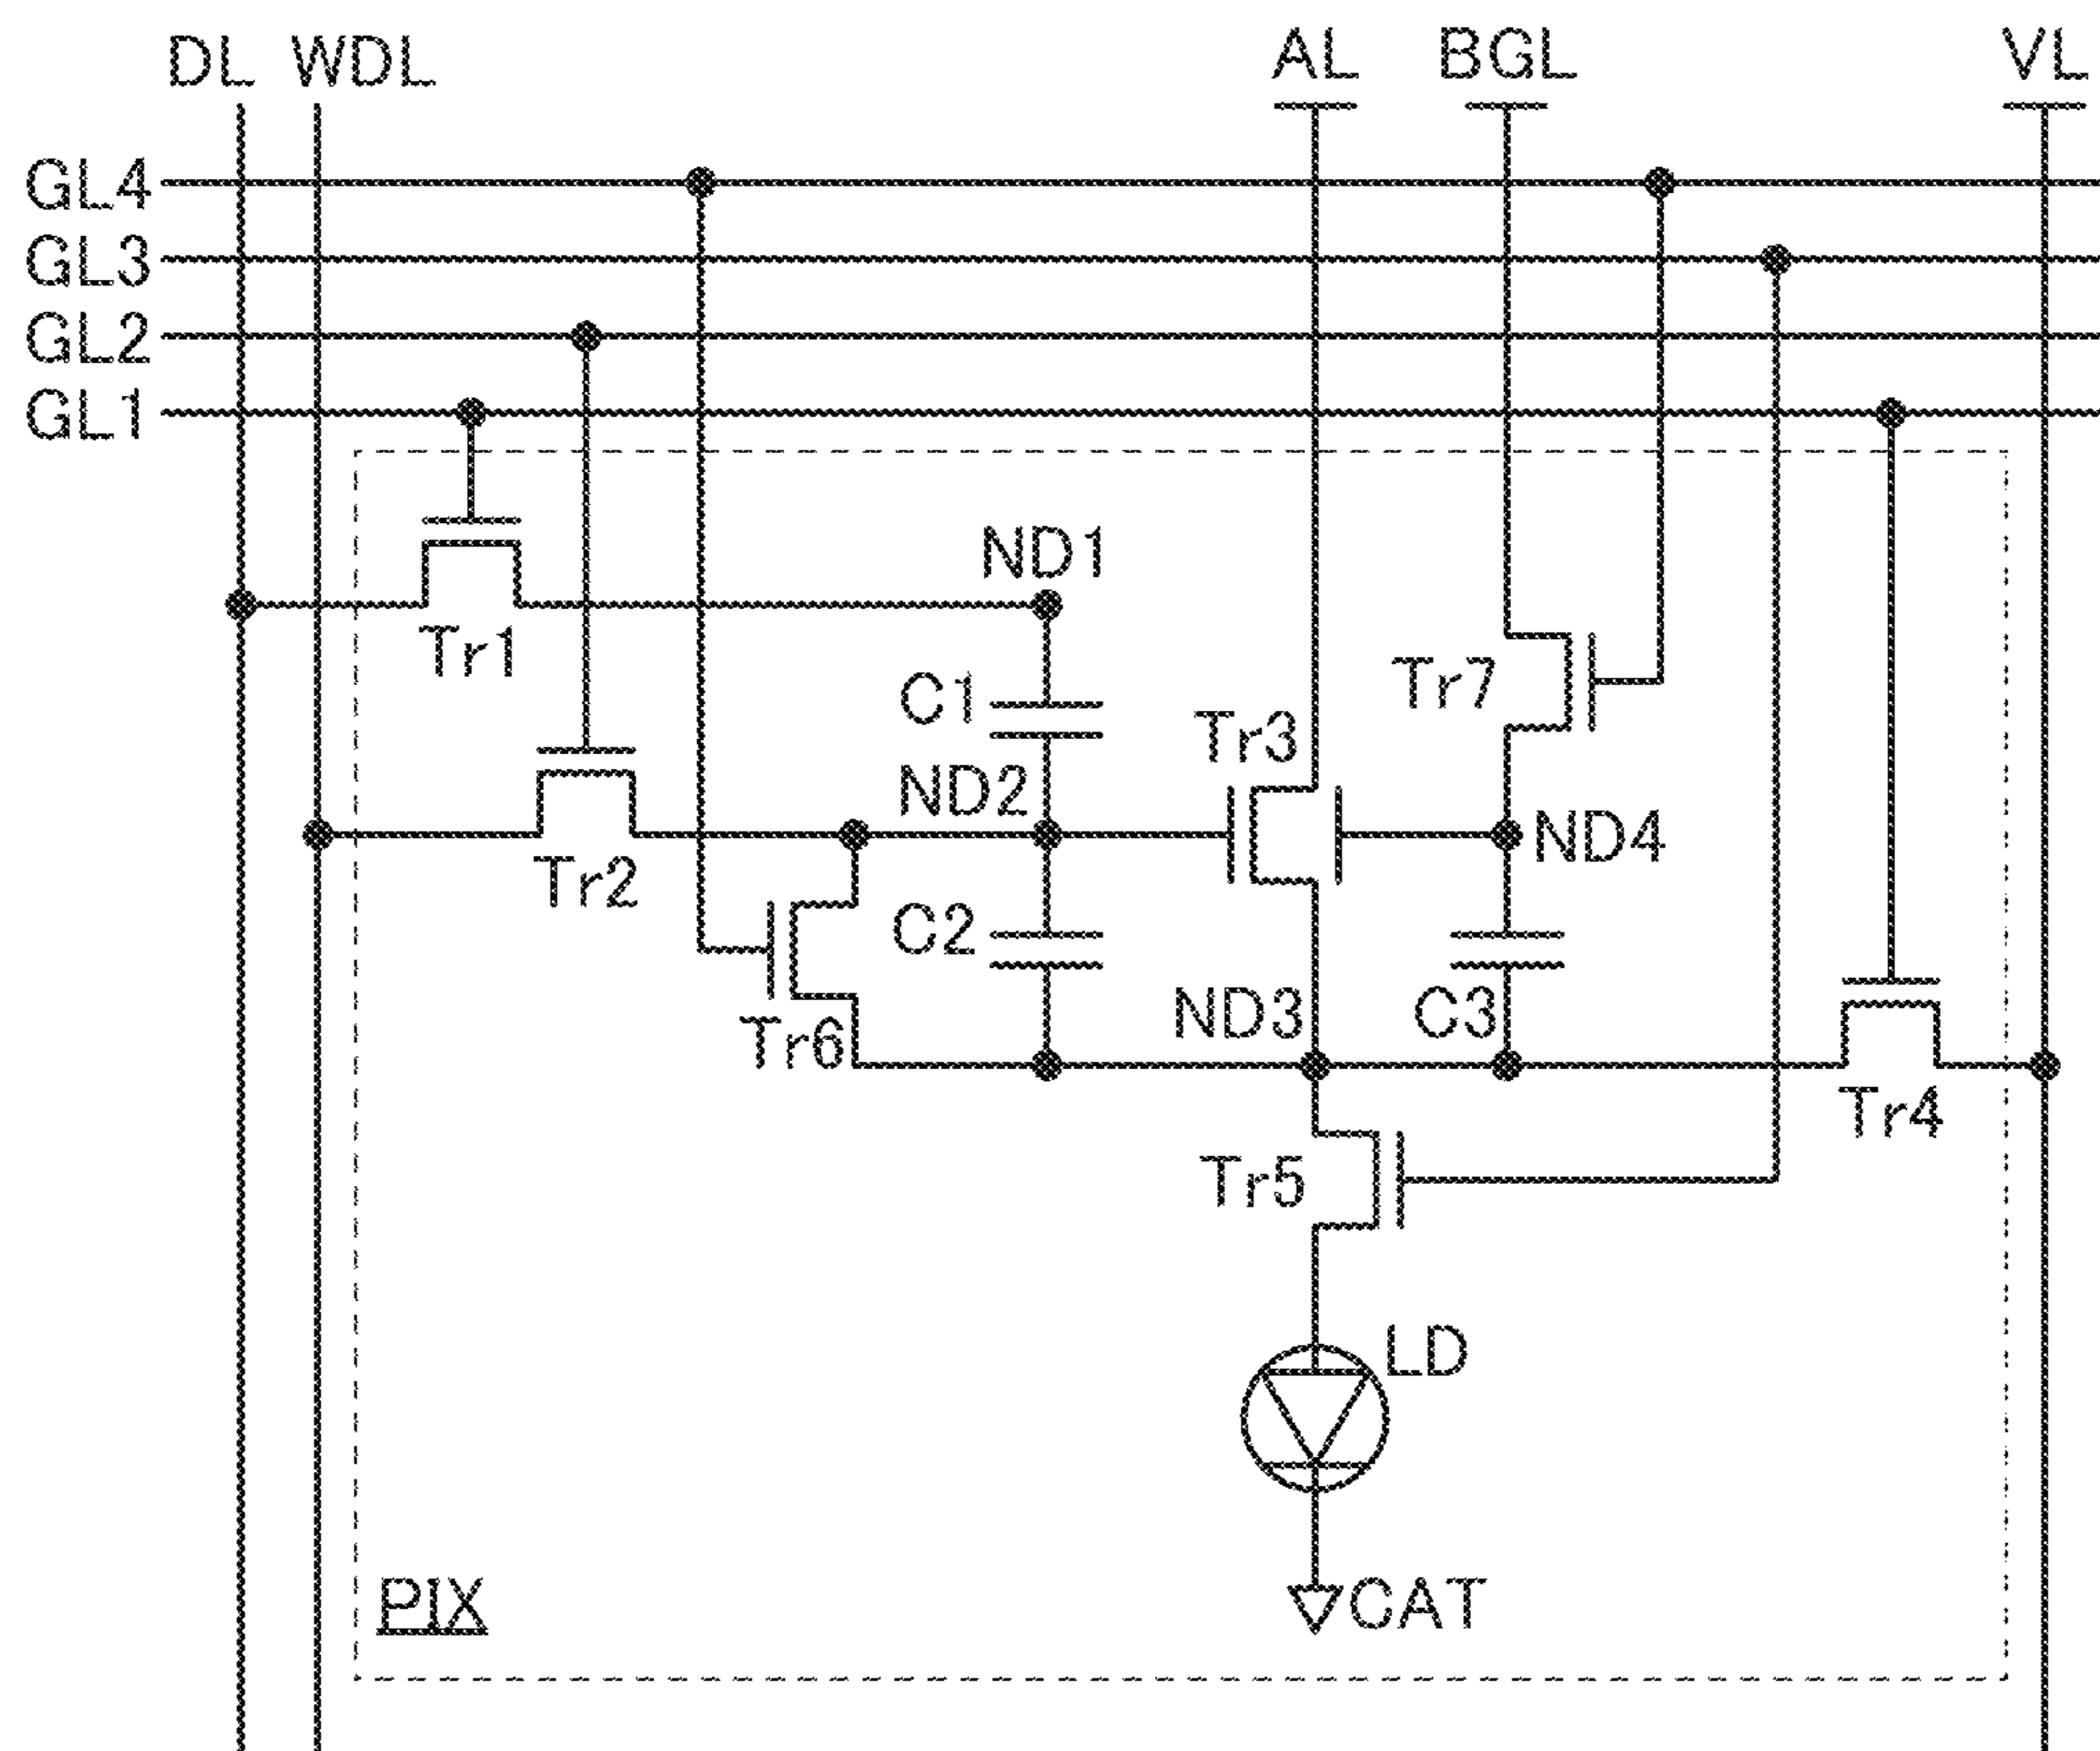 DL WDL AL BGL VL
GL4
GL3
GL2
GL1
ND1
Tr1
C1
Tr7
Tr3
ND2
ND4
Tr2
C2
ND3
C3
Tr6
Tr4
Tr5
LD
PIX
CAT